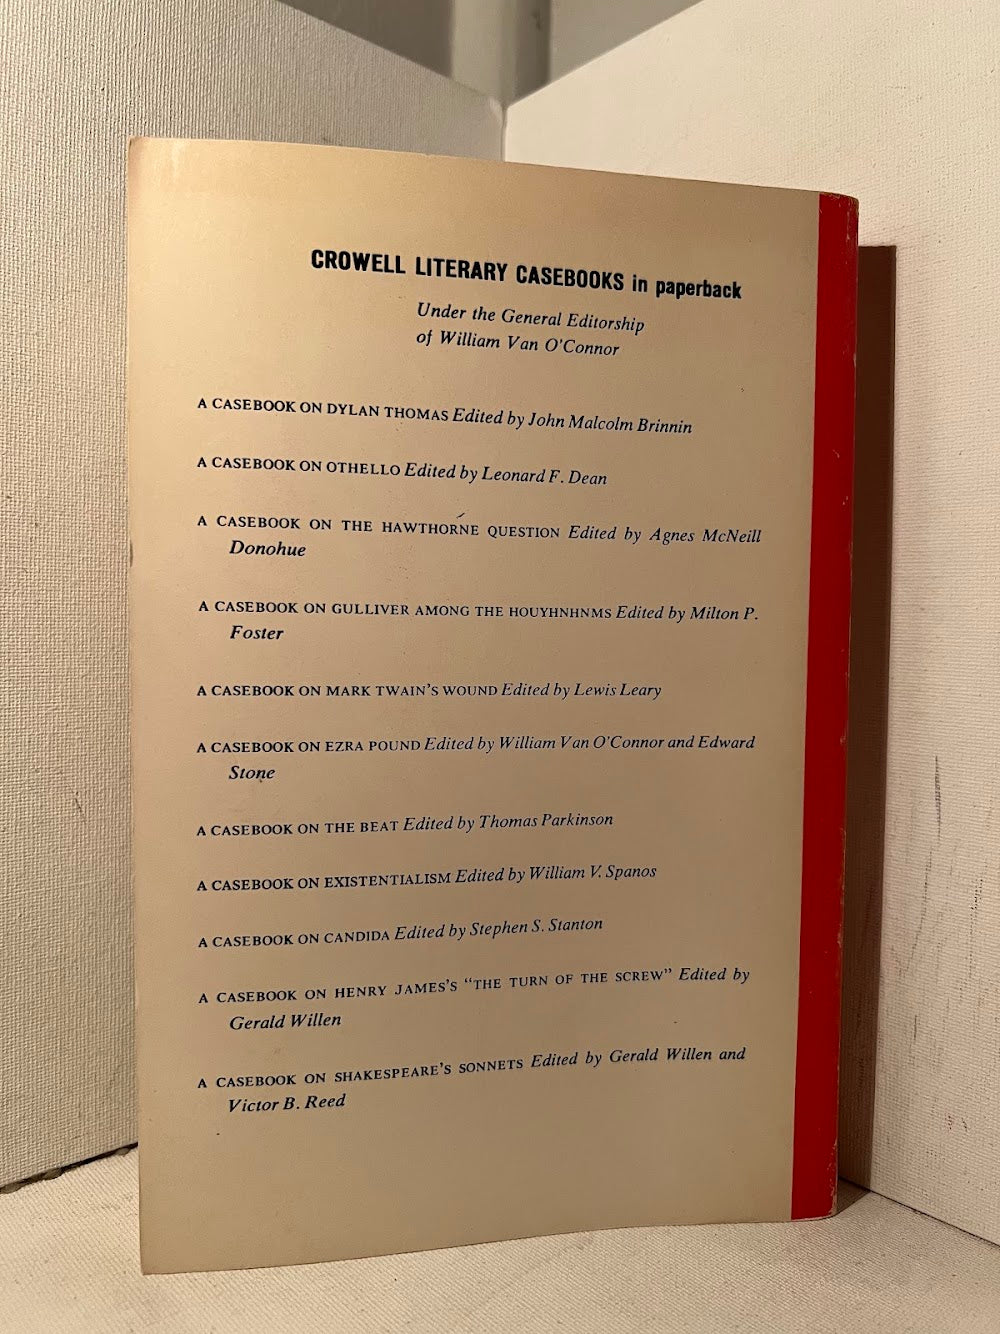 CROWELL LITERARY CASEBOOKS in paperback
Under the General Editorship
of William Van O'Connor
A CASEBOOK ON DYLAN THOMAS Edited by John Malcolm Brinnin
A CASEBOOK ON OTHELLO Edited by Leonard F. Dean
A CASEBOOK ON THE HAWTHORNE QUESTION Edited by Agnes McNeill
Donohue
A CASEBOOK ON GULLIVER AMONG THE HOUYHNHNMS Edited by Milton P.
Foster
A CASEBOOK ON MARK TWAIN'S WOUND Edited by Lewis Leary
A CASEBOOK ON EZRA POUND Edited by William Van O'Connor and Edward
Stone
A CASEBOOK ON THE BEAT Edited by Thomas Parkinson
A CASEBOOK ON EXISTENTIALISM Edited by William V. Spanos
A CASEBOOK ON CANDIDA Edited by Stephen S. Stanton
A CASEBOOK ON HENRY JAMES'S "THE TURN OF THE SCREW" Edited by
Gerald Willen
A CASEBOOK ON SHAKESPEARE'S SONNETS Edited by Gerald Willen and
Victor B. Reed